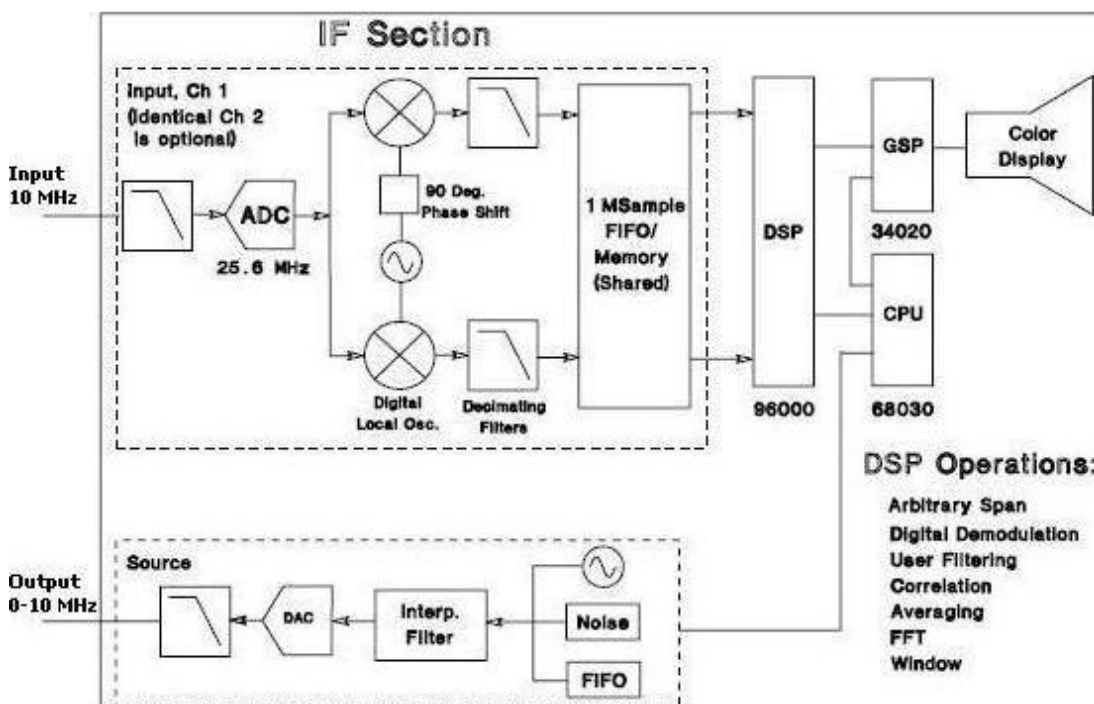 IF Section
Input, Ch 1
(Identical Ch 2
is optional)
Input
10 MHz
ADC
25.6 MHz
90 Deg.
Phase Shift
Digital
Local Osc.
Decimating
Filters
1 MSample
FIFO/
Memory
(Shared)
DSP
96000
GSP
34020
CPU
68030
Color
Display
DSP Operations:
Arbitrary Span
Digital Demodulation
User Filtering
Correlation
Averaging
FFT
Window
Output
0-10 MHz
Source
DAC
Interp.
Filter
Noise
FIFO